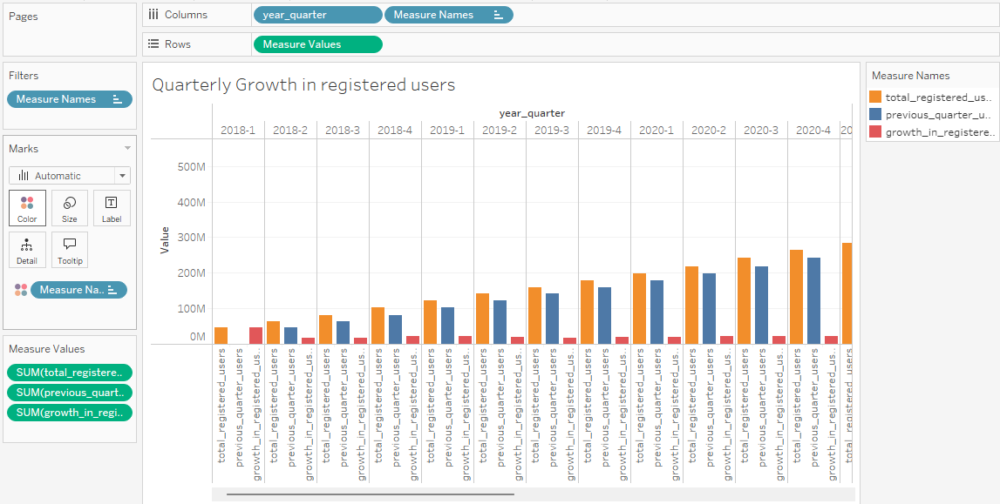 Pages
Columns
year_quarter
Measure Names
Rows
Measure Values
Filters
Measure Names
Marks
Automatic
Color
Size
Label
Detail
Tooltip
Measure Na..
Measure Values
SUM(total_registere..
SUM(previous_quart..
SUM(growth_in_regi..
Quarterly Growth in registered users
year_quarter
2018-1 2018-2 2018-3 2018-4 2019-1 2019-2 2019-3 2019-4 2020-1 2020-2 2020-3 2020-4 20
500M
400M
300M
200M
100M
0M
Value
total_registered_users
previous_quarter_users
growth_in_registered_us..
total_registered_users
previous_quarter_users
growth_in_registered_us..
total_registered_users
previous_quarter_users
growth_in_registered_us..
total_registered_users
previous_quarter_users
growth_in_registered_us..
total_registered_users
previous_quarter_users
growth_in_registered_us..
total_registered_users
previous_quarter_users
growth_in_registered_us..
total_registered_users
previous_quarter_users
growth_in_registered_us..
total_registered_users
previous_quarter_users
growth_in_registered_us..
total_registered_users
previous_quarter_users
growth_in_registered_us..
total_registered_users
previous_quarter_users
growth_in_registered_us..
total_registered_users
previous_quarter_users
growth_in_registered_us..
total_registered_users
previous_quarter_users
growth_in_registered_us..
total_registered_users
Measure Names
total_registered_us..
previous_quarter_u..
growth_in_registere..